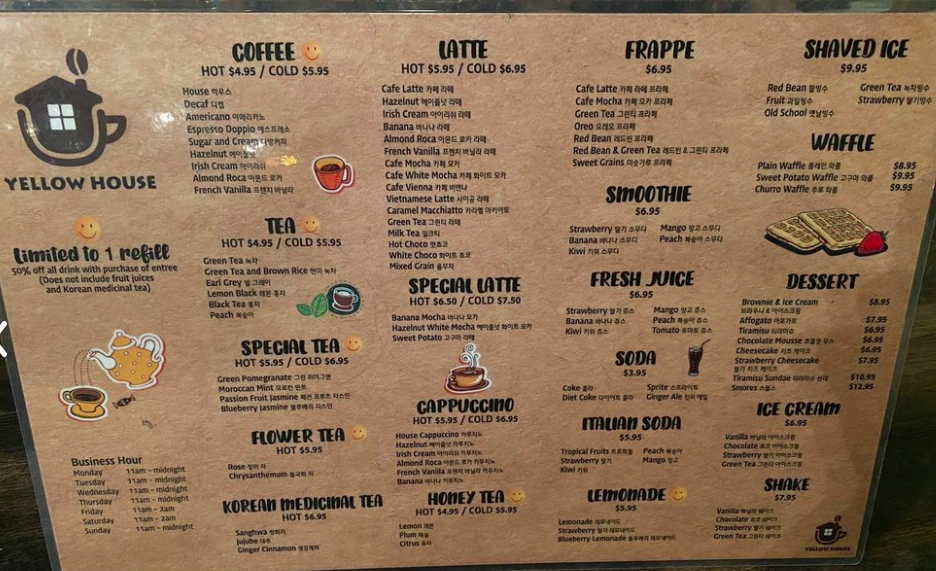 YELLOW HOUSE
Limited to 1 refill
50% off all drink with purchase of entree
(Does not include fruit juices
and Korean medicinal tea)
Business Hour
Monday 11am - midnight
Tuesday 11am - midnight
Wednesday 11am - midnight
Thursday 11am - midnight
Friday 11am - 2am
Saturday 11am - 2am
Sunday 11am - midnight
COFFEE
HOT $4.95 / COLD $5.95
House 하우스
Decaf 디캡
Americano 아메리카노
Espresso Doppio 에스프레소
Sugar and Cream
Hazelnut 헤이즐넛
Irish Cream 아이리쉬
Almond Roca 아몬드 로카
French Vanilla 프렌치 바닐라
TEA
HOT $4.95 / COLD $5.95
Green Tea 녹차
Green Tea and Brown Rice 현미 녹차
Earl Grey 얼 그레이
Lemon Black 레몬 홍차
Black Tea 홍차
Peach 복숭아
SPECIAL TEA
HOT $5.95 / COLD $6.95
Green Pomegranate 그린
Moroccan Mint 모로칸 민트
Passion Fruit Jasmine 패션 프루츠 자스민
Blueberry Jasmine 블루베리 자스민
FLOWER TEA
HOT $5.95
Rose 장미 차
Chrysanthemum 들국화 차
KOREAN MEDICINAL TEA
HOT $6.95
Sanghwa 쌍화차
Jujube 대추
Ginger Cinnamon 생강계피
LATTE
HOT $5.95 / COLD $6.95
Cafe Latte 카페 라떼
Hazelnut 헤이즐넛 라떼
Irish Cream 아이리쉬 라떼
Banana 바나나 라떼
Almond Roca 아몬드 로카 라떼
French Vanilla 프렌치 바닐라 라떼
Cafe Mocha 카페 모카
Cafe White Mocha 카페 화이트 모카
Cafe Vienna 카페 비엔나
Vietnamese Latte 사이공 라떼
Caramel Macchiatto 카라멜 마키아또
Green Tea 그린티 라떼
Milk Tea 밀크티
Hot Choco 핫쵸코
White Choco 화이트 쵸코
Mixed Grain 율무차
SPECIAL LATTE
HOT $6.50 / COLD $7.50
Banana Mocha 바나나 모카
Hazelnut White Mocha 헤이즐넛 화이트 모카
Sweet Potato 고구마 라떼
CAPPUCCINO
HOT $5.95 / COLD $6.95
House Cappuccino 카푸치노
Hazelnut 헤이즐넛 카푸치노
Irish Cream 아이리쉬 카푸치노
Almond Roca 아몬드 로카 카푸치노
French Vanilla 프렌치 바닐라 카푸치노
Banana 바나나 카푸치노
HONEY TEA
HOT $4.95 / COLD $5.95
Lemon 레몬
Plum 매실
Citrus 유자
FRAPPE
$6.95
Cafe Latte 카페 라떼 프라페
Cafe Mocha 카페 모카 프라페
Green Tea 그린티 프라페
Oreo 오레오 프라페
Red Bean 레드빈 프라페
Red Bean & Green Tea 레드빈 & 그린티 프라페
Sweet Grains 미숫가루 프라페
SMOOTHIE
$6.95
Strawberry 딸기 스무디 Mango 망고 스무디
Banana 바나나 스무디 Peach 복숭아 스무디
Kiwi 키위 스무디
FRESH JUICE
$6.95
Strawberry 딸기 쥬스 Mango 망고 쥬스
Banana 바나나 쥬스 Peach 복숭아 쥬스
Kiwi 키위 쥬스 Tomato 토마토 쥬스
SODA
$3.95
Coke 콜라 Sprite 스프라이트
Diet Coke 다이어트 콜라 Ginger Ale 진저 에일
ITALIAN SODA
$5.95
Tropical Fruits 트로피컬 Peach 복숭아
Strawberry 딸기 Mango 망고
Kiwi 키위
LEMONADE
$5.95
Lemonade 레모네이드
Strawberry 딸기 레모네이드
Blueberry Lemonade 블루베리 레모네이드
SHAVED ICE
$9.95
Red Bean 팥빙수 Green Tea 녹차빙수
Fruit 과일빙수 Strawberry 딸기빙수
Old School 옛날빙수
WAFFLE
Plain Waffle 플레인 와플 $8.95
Sweet Potato Waffle 고구마 와플 $9.95
Churro Waffle 추로 와플 $9.95
DESSERT
Brownie & Ice Cream $8.95
브라우니 & 아이스크림
Affogato 아포가토 $7.95
Tiramisu 티라미수 $6.95
Chocolate Mousse 초콜릿 무스 $6.95
Cheesecake 치즈 케이크 $6.95
Strawberry Cheesecake $7.95
딸기 치즈 케이크
Tiramisu Sundae 티라미수 선데 $10.95
Smores 스몰스 $12.95
ICE CREAM
$6.95
Vanilla 바닐라 아이스크림
Chocolate 초코 아이스크림
Strawberry 딸기 아이스크림
Green Tea 그린티 아이스크림
SHAKE
$7.95
Vanilla 바닐라 쉐이크
Chocolate 초코 쉐이크
Strawberry 딸기 쉐이크
Green Tea 그린티 쉐이크
YELLOW HOUSE